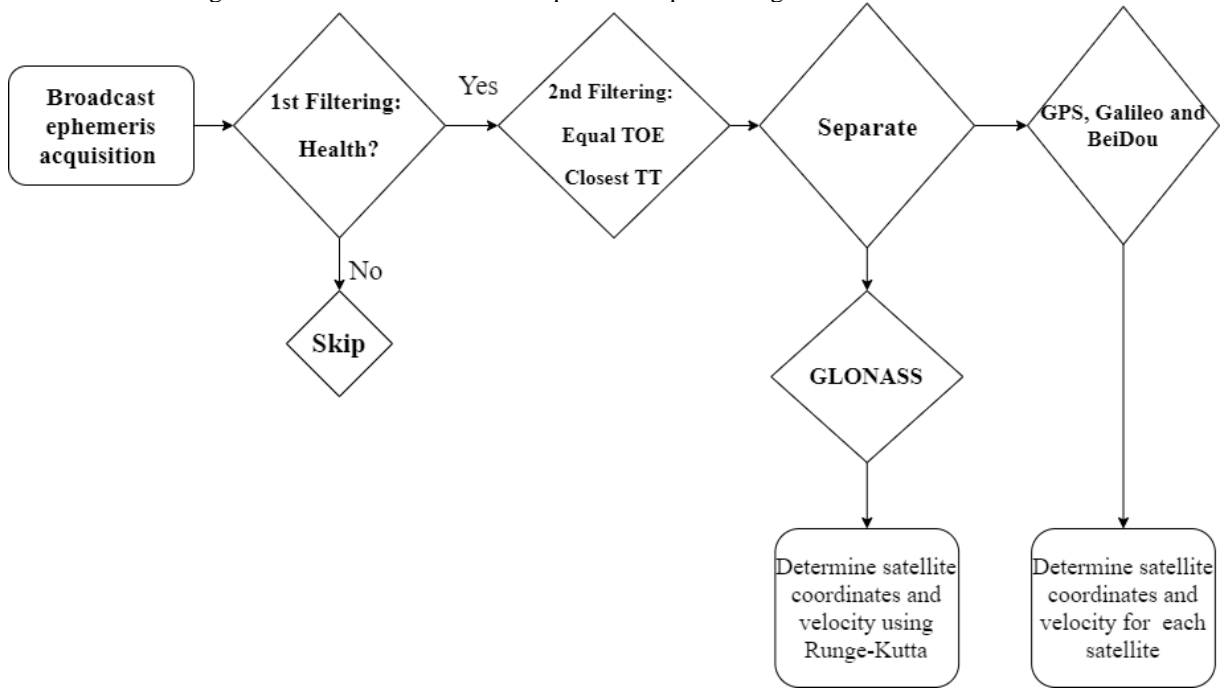 Broadcast
ephemeris
acquisition
1st Filtering:
Health?
Yes
2nd Filtering:
Equal TOE
Closest TT
Separate
GPS, Galileo and
BeiDou
No
Skip
GLONASS
Determine satellite
coordinates and
velocity using
Runge-Kutta
Determine satellite
coordinates and
velocity for each
satellite